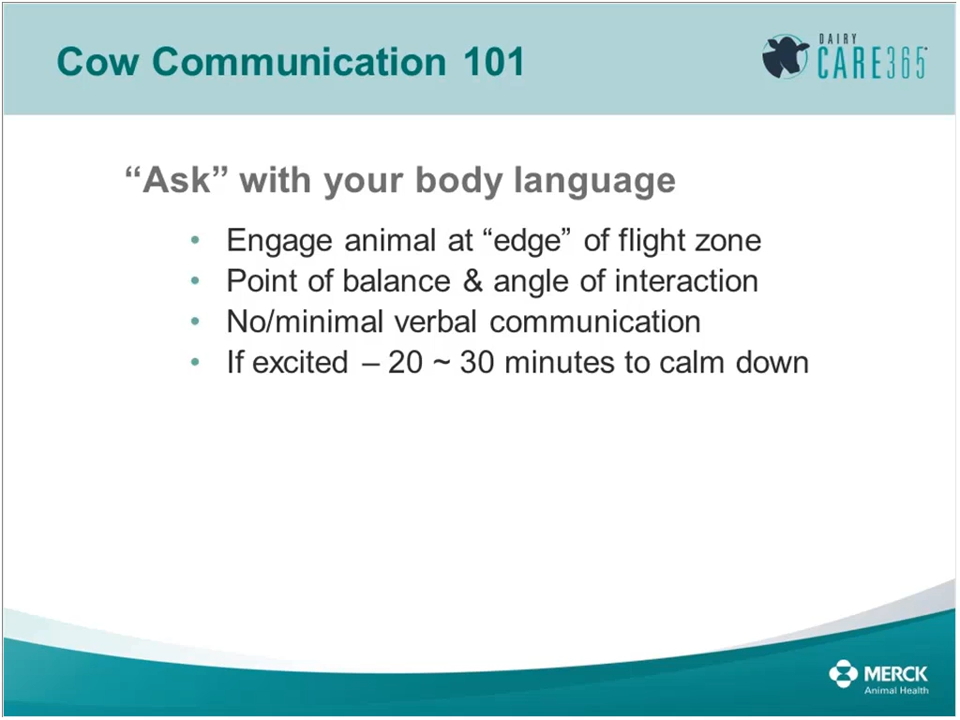 Cow Communication 101
DAIRY
CARE365™
“Ask” with your body language
• Engage animal at “edge” of flight zone
• Point of balance & angle of interaction
• No/minimal verbal communication
• If excited – 20 ~ 30 minutes to calm down
MERCK
Animal Health